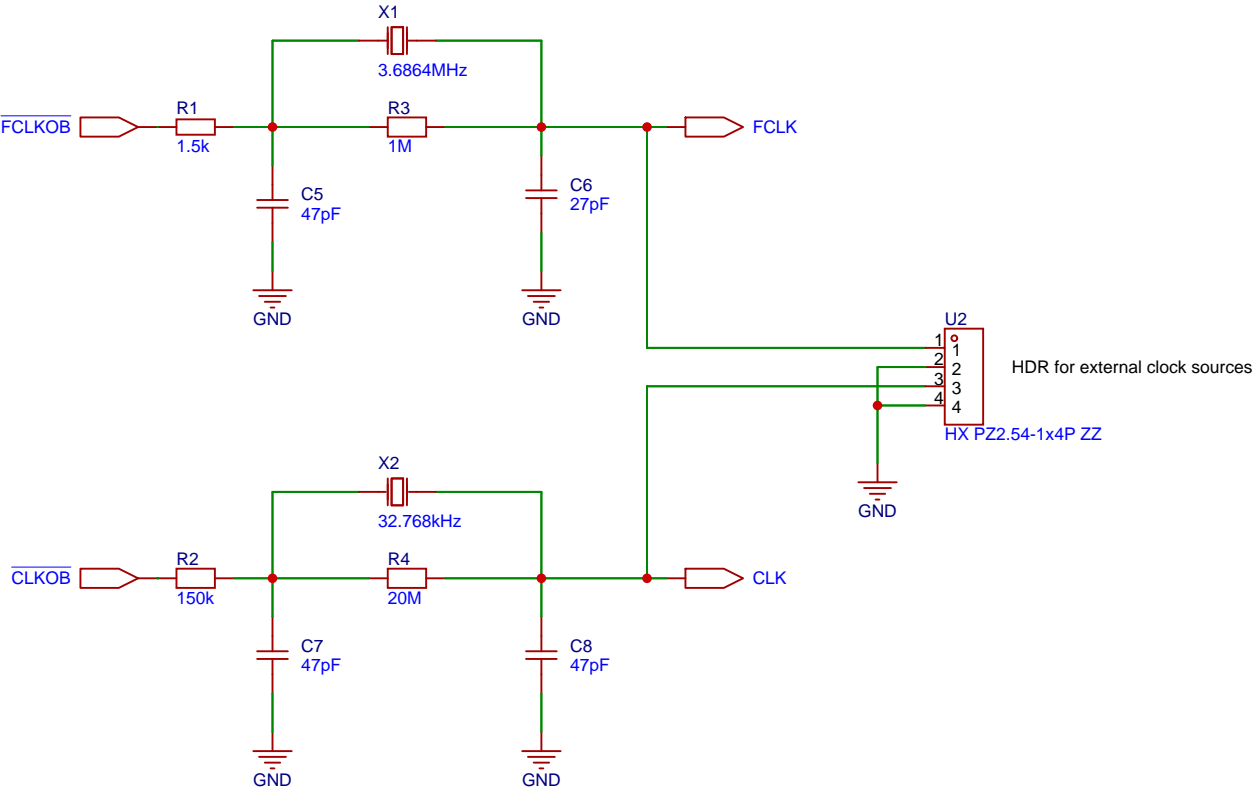 X1
3.6864MHz
FCLKOB
R1
1.5k
R3
1M
FCLK
C5
47pF
C6
27pF
GND
GND
U2
1
2
3
4
1
2
3
4
HDR for external clock sources
HX PZ2.54-1x4P ZZ
GND
X2
32.768kHz
CLKOB
R2
150k
R4
20M
CLK
C7
47pF
C8
47pF
GND
GND